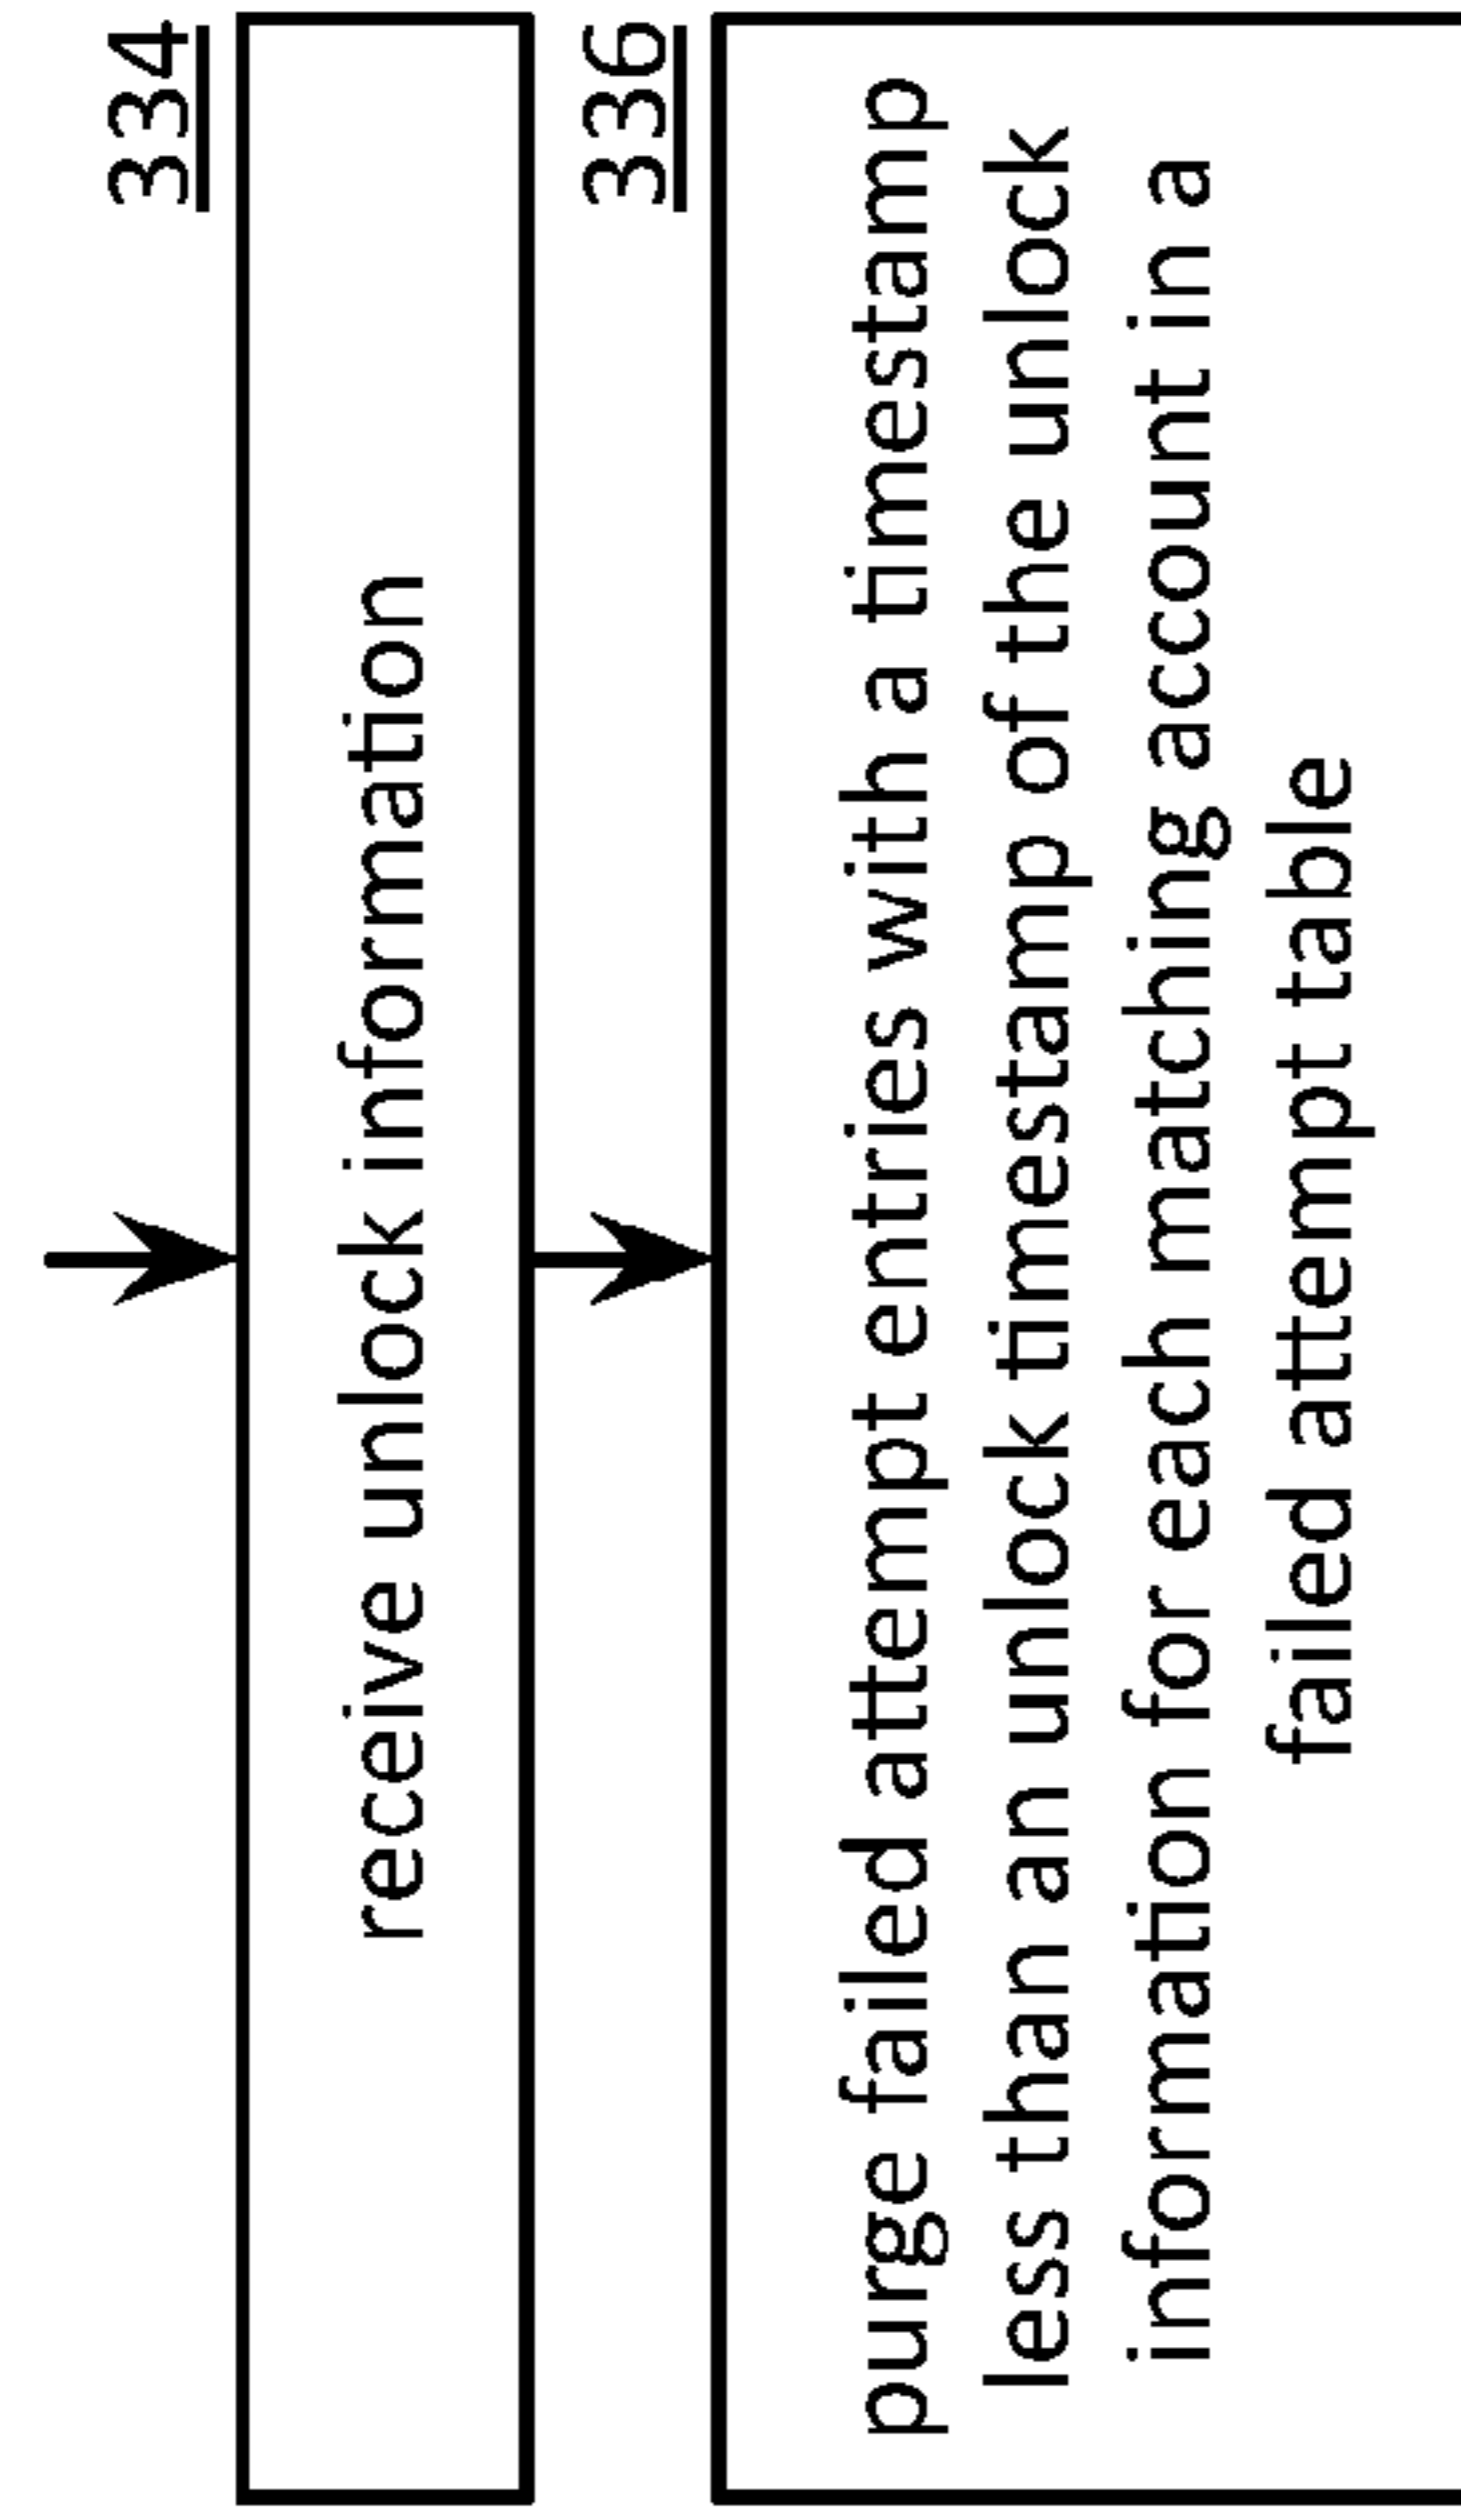 334
receive unlock information
336
purge failed attempt entries with a timestamp
less than an unlock timestamp of the unlock
information for each matching account in a
failed attempt table